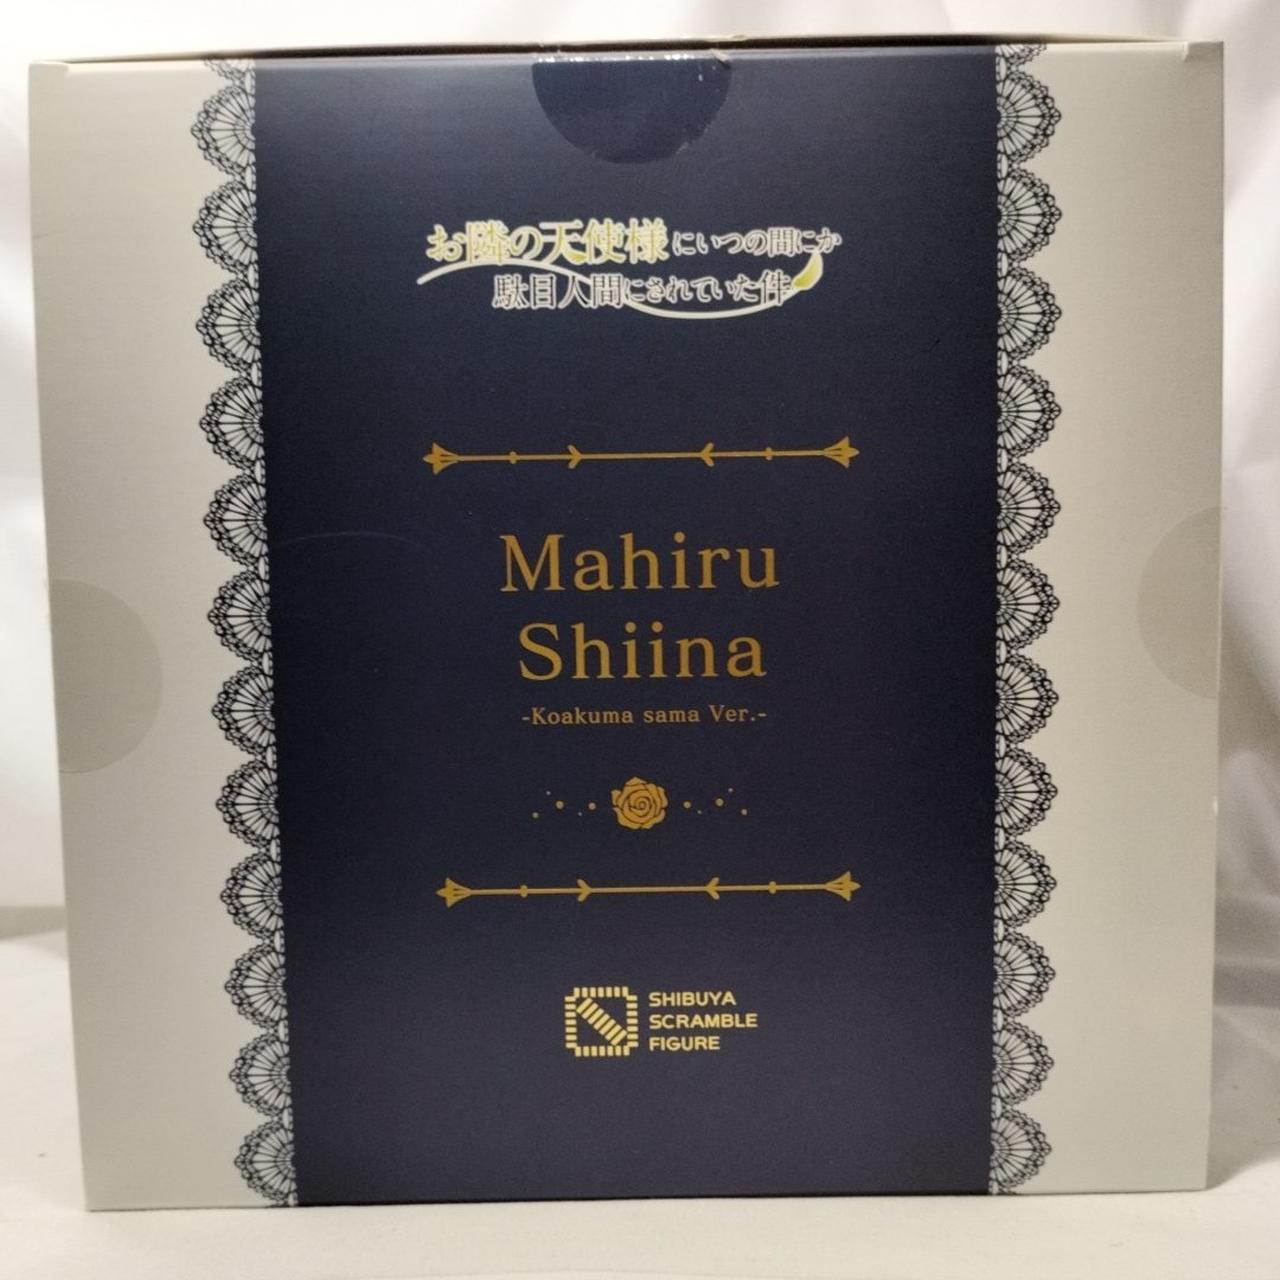 お隣の天使様にいつの間にか
駄目人間にされていた件
Mahiru
Shiina
-Koakuma sama Ver.-
SHIBUYA
SCRAMBLE
FIGURE